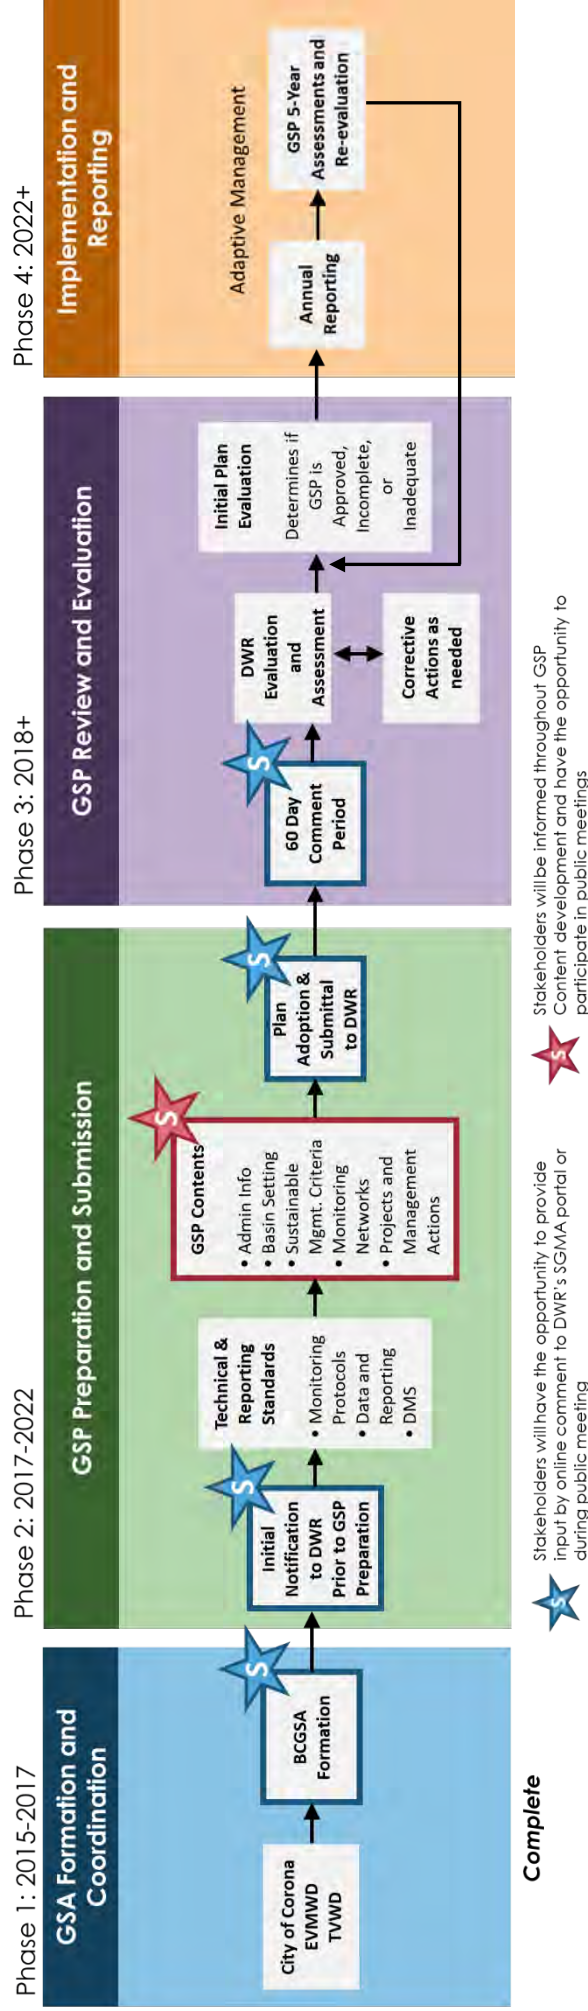 Phase 1: 2015-2017
GSA Formation and
Coordination
City of Corona
EVMWD
TVWD
BCGSA
Formation
S
Complete
Phase 2: 2017-2022
GSP Preparation and Submission
Initial
Notification
to DWR
Prior to GSP
Preparation
S
Technical &
Reporting
Standards
• Monitoring
Protocols
• Data and
Reporting
• DMS
GSP Contents
• Admin Info
• Basin Setting
• Sustainable
Mgmt. Criteria
• Monitoring
Networks
• Projects and
Management
Actions
S
Plan
Adoption &
Submittal
to DWR
S
Phase 3: 2018+
GSP Review and Evaluation
60 Day
Comment
Period
S
DWR
Evaluation
and
Assessment
Corrective
Actions as
needed
Initial Plan
Evaluation
Determines if
GSP is
Approved,
Incomplete,
or
Inadequate
Phase 4: 2022+
Implementation and
Reporting
Adaptive Management
Annual
Reporting
GSP 5-Year
Assessments and
Re-evaluation
S
Stakeholders will have the opportunity to provide
input by online comment to DWR's SGMA portal or
during public meeting
S
Stakeholders will be informed throughout GSP
Content development and have the opportunity to
participate in public meetings